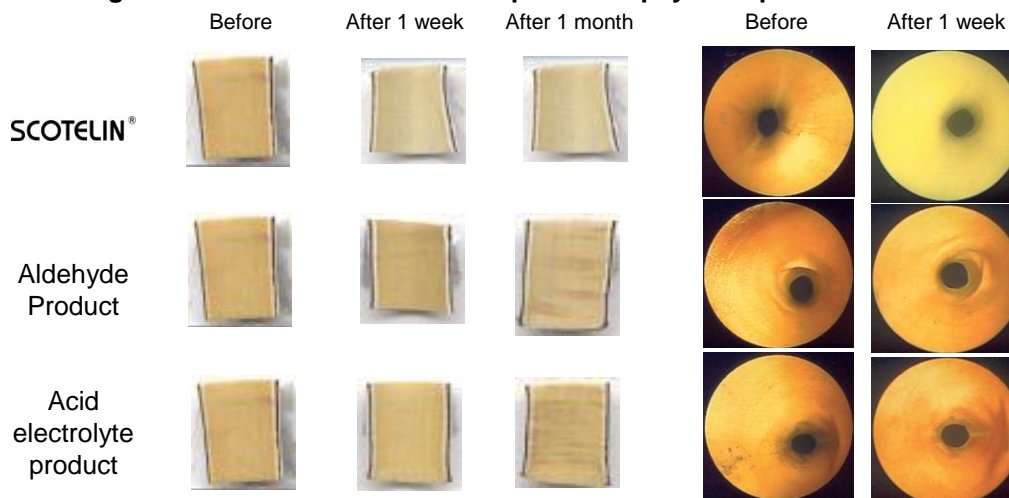 Before After 1 week After 1 month Before After 1 week
SCOTELIN®
Aldehyde
Product
Acid
electrolyte
product